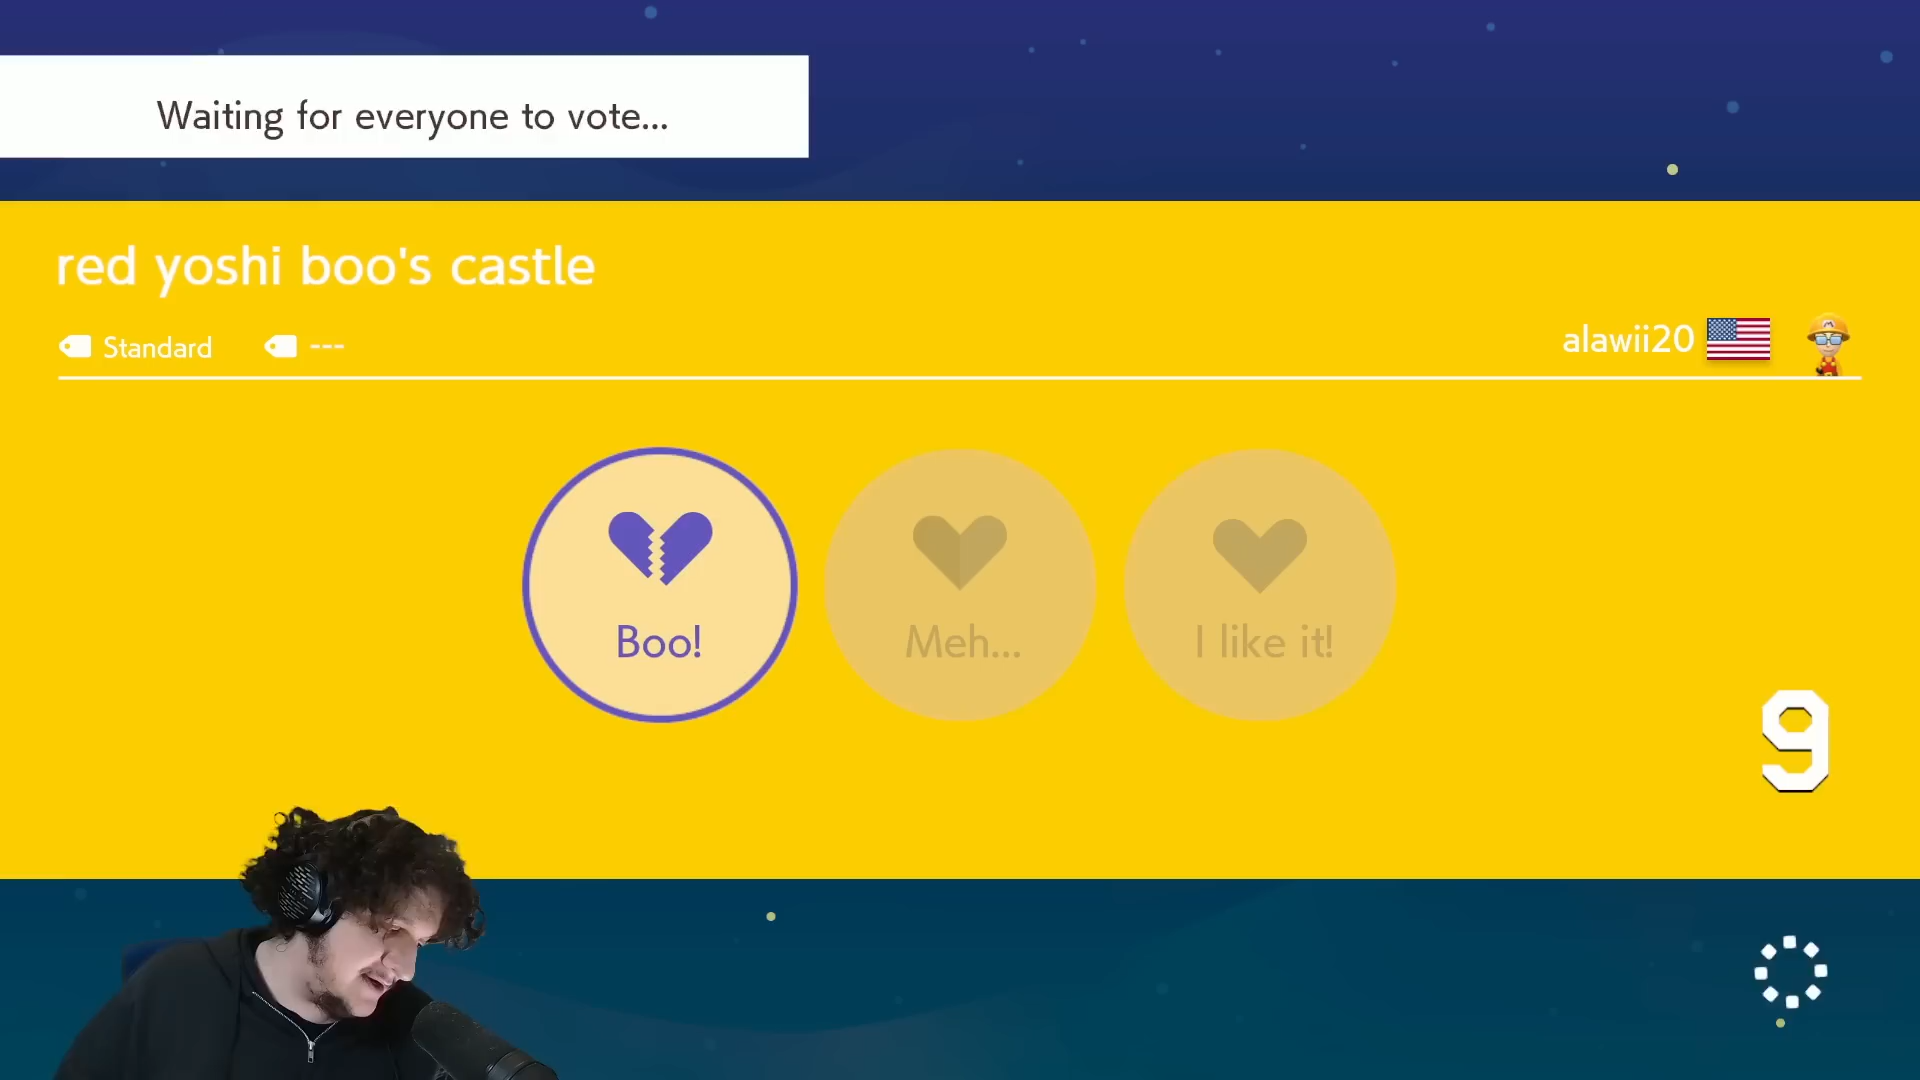 Waiting for everyone to vote...
red yoshi boo's castle
Standard
---
alawii20
Boo!
Meh...
I like it!
9